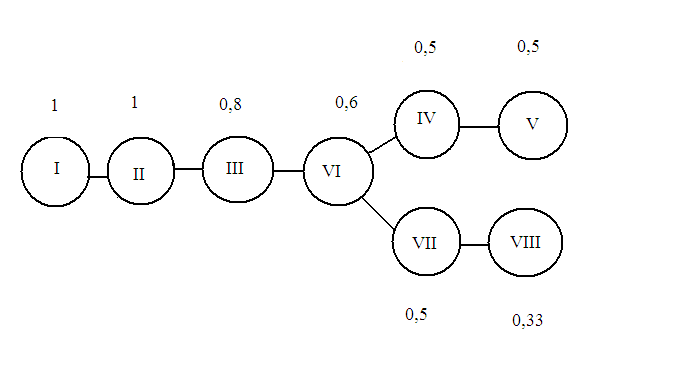 0,5 0,5
1 1 0,8 0,6
IV V
I II III VI
VII VIII
0,5 0,33